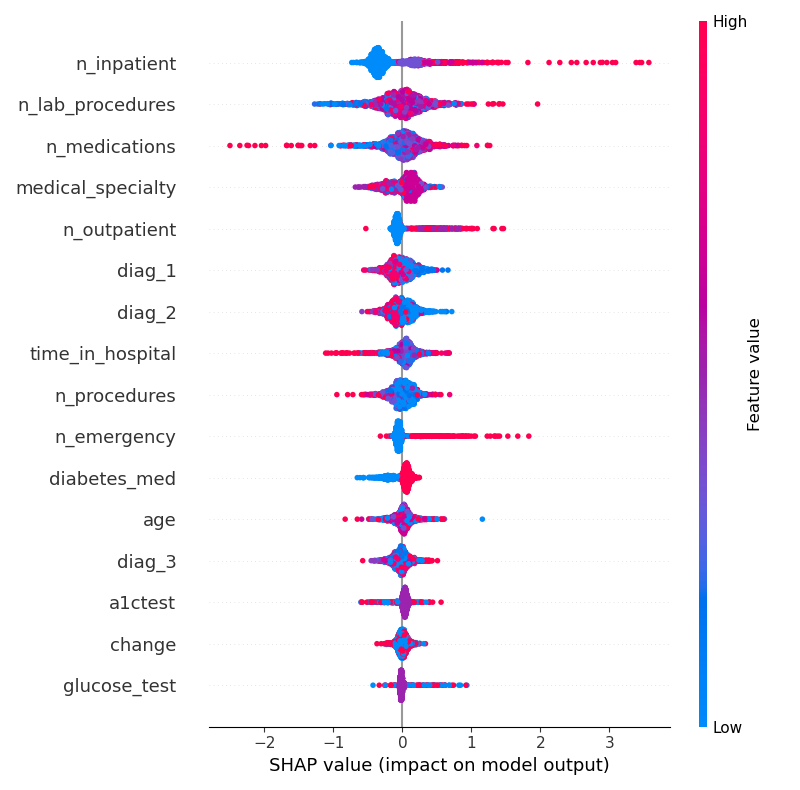 High
n_inpatient
n_lab_procedures
n_medications
medical_specialty
n_outpatient
diag_1
diag_2
time_in_hospital
n_procedures
n_emergency
diabetes_med
age
diag_3
a1ctest
change
glucose_test
Feature value
Low
−2 −1 0 1 2 3
SHAP value (impact on model output)